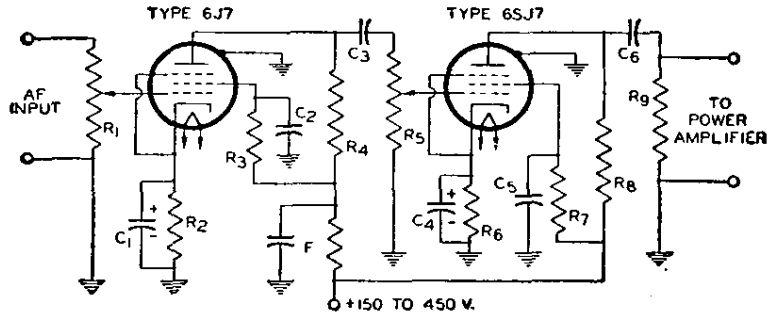 TYPE 6J7
TYPE 6SJ7
C3
C6
AF
INPUT
R1
C2
R3
R4
R5
R9
TO
POWER
AMPLIFIER
R8
C1
+
-
R2
F
C4
+
-
R6
C5
R7
+150 TO 450 V.